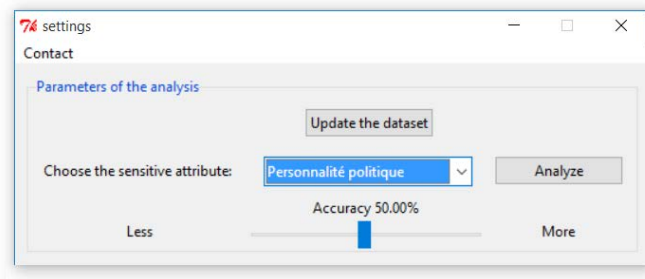 settings
Contact
Parameters of the analysis
Update the dataset
Choose the sensitive attribute: Personnalité politique Analyze
Accuracy 50.00%
Less More